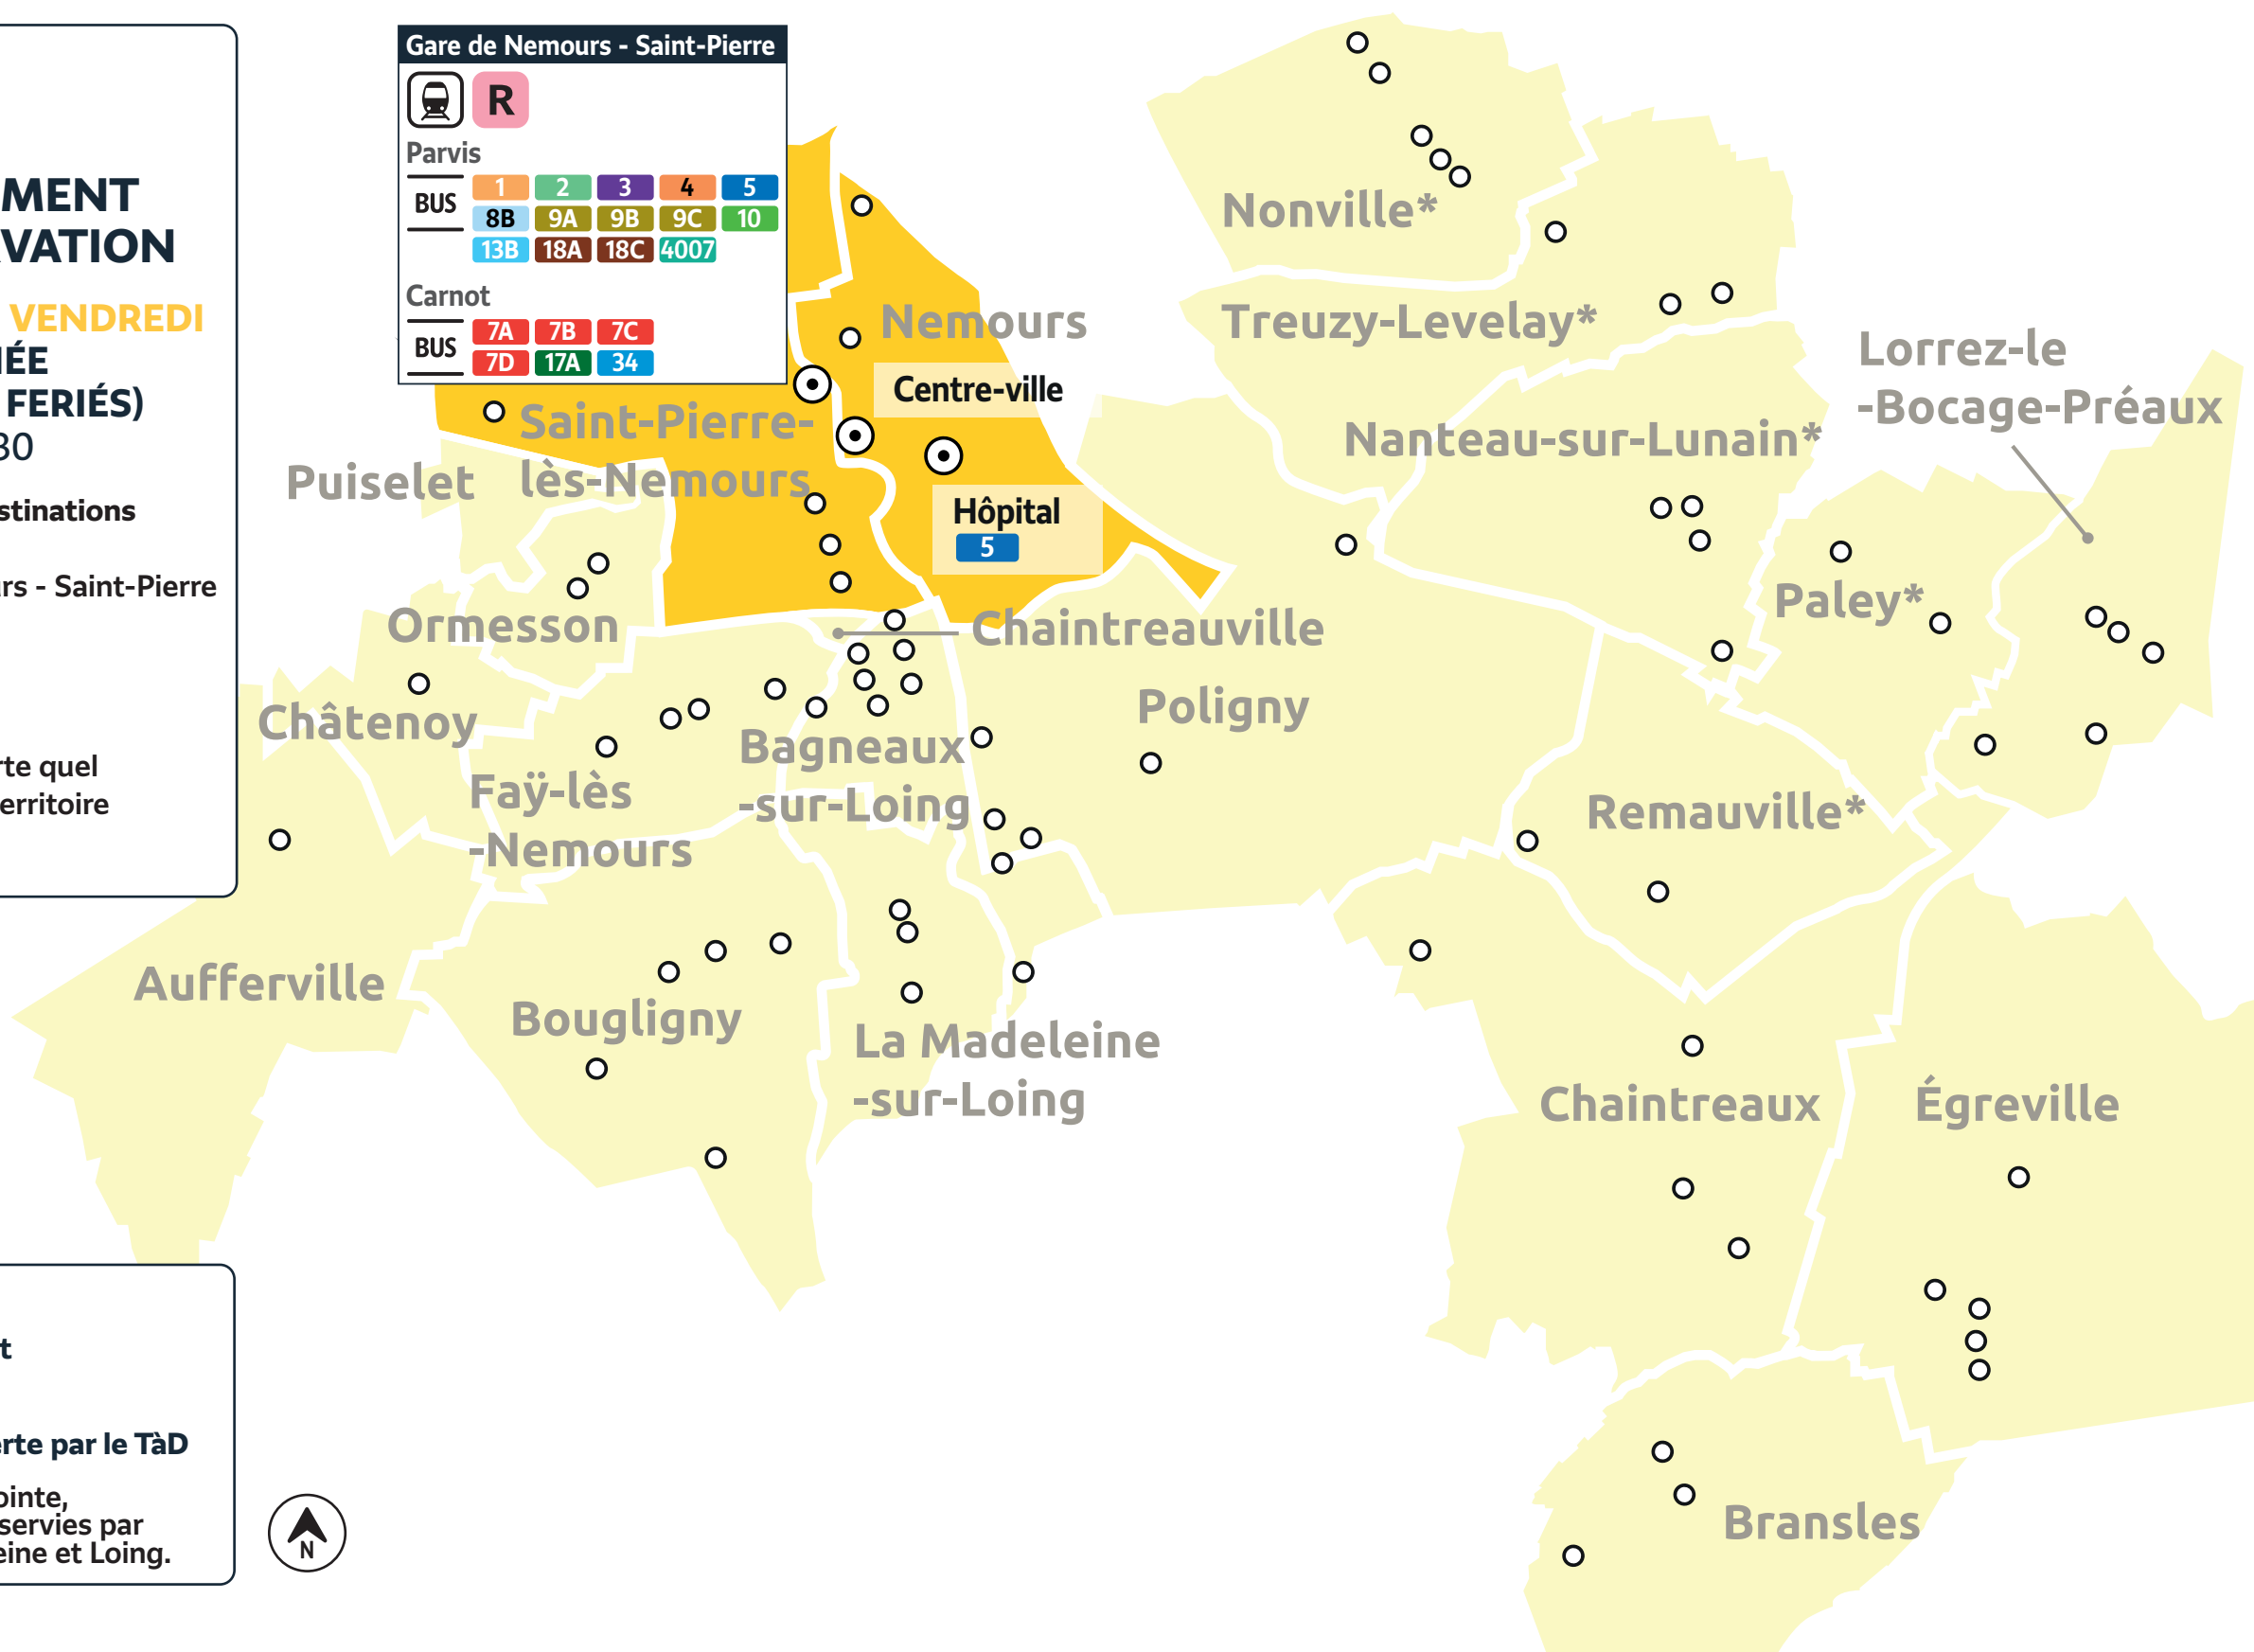 MENT
VATION
VENDREDI
ÉE
FERIÉS)
30
stinations
rs - Saint-Pierre
rte quel
erritoire
t
erte par le TàD
ointe,
servies par
eine et Loing.
N
Gare de Nemours - Saint-Pierre
R
Parvis
BUS
1 2 3 4 5
8B 9A 9B 9C 10
13B 18A 18C 4007
Carnot
BUS
7A 7B 7C
7D 17A 34
Nemours
Centre-ville
Saint-Pierre-
lès-Nemours
Hôpital
5
Puiselet
Ormesson
Châtenoy
Faÿ-lès
-Nemours
Chaintreauville
Bagneaux
-sur-Loing
Poligny
Aufferville
Bougligny
La Madeleine
-sur-Loing
Nonville*
Treuzy-Levelay*
Nanteau-sur-Lunain*
Lorrez-le
-Bocage-Préaux
Paley*
Remauville*
Chaintreaux
Égreville
Bransles